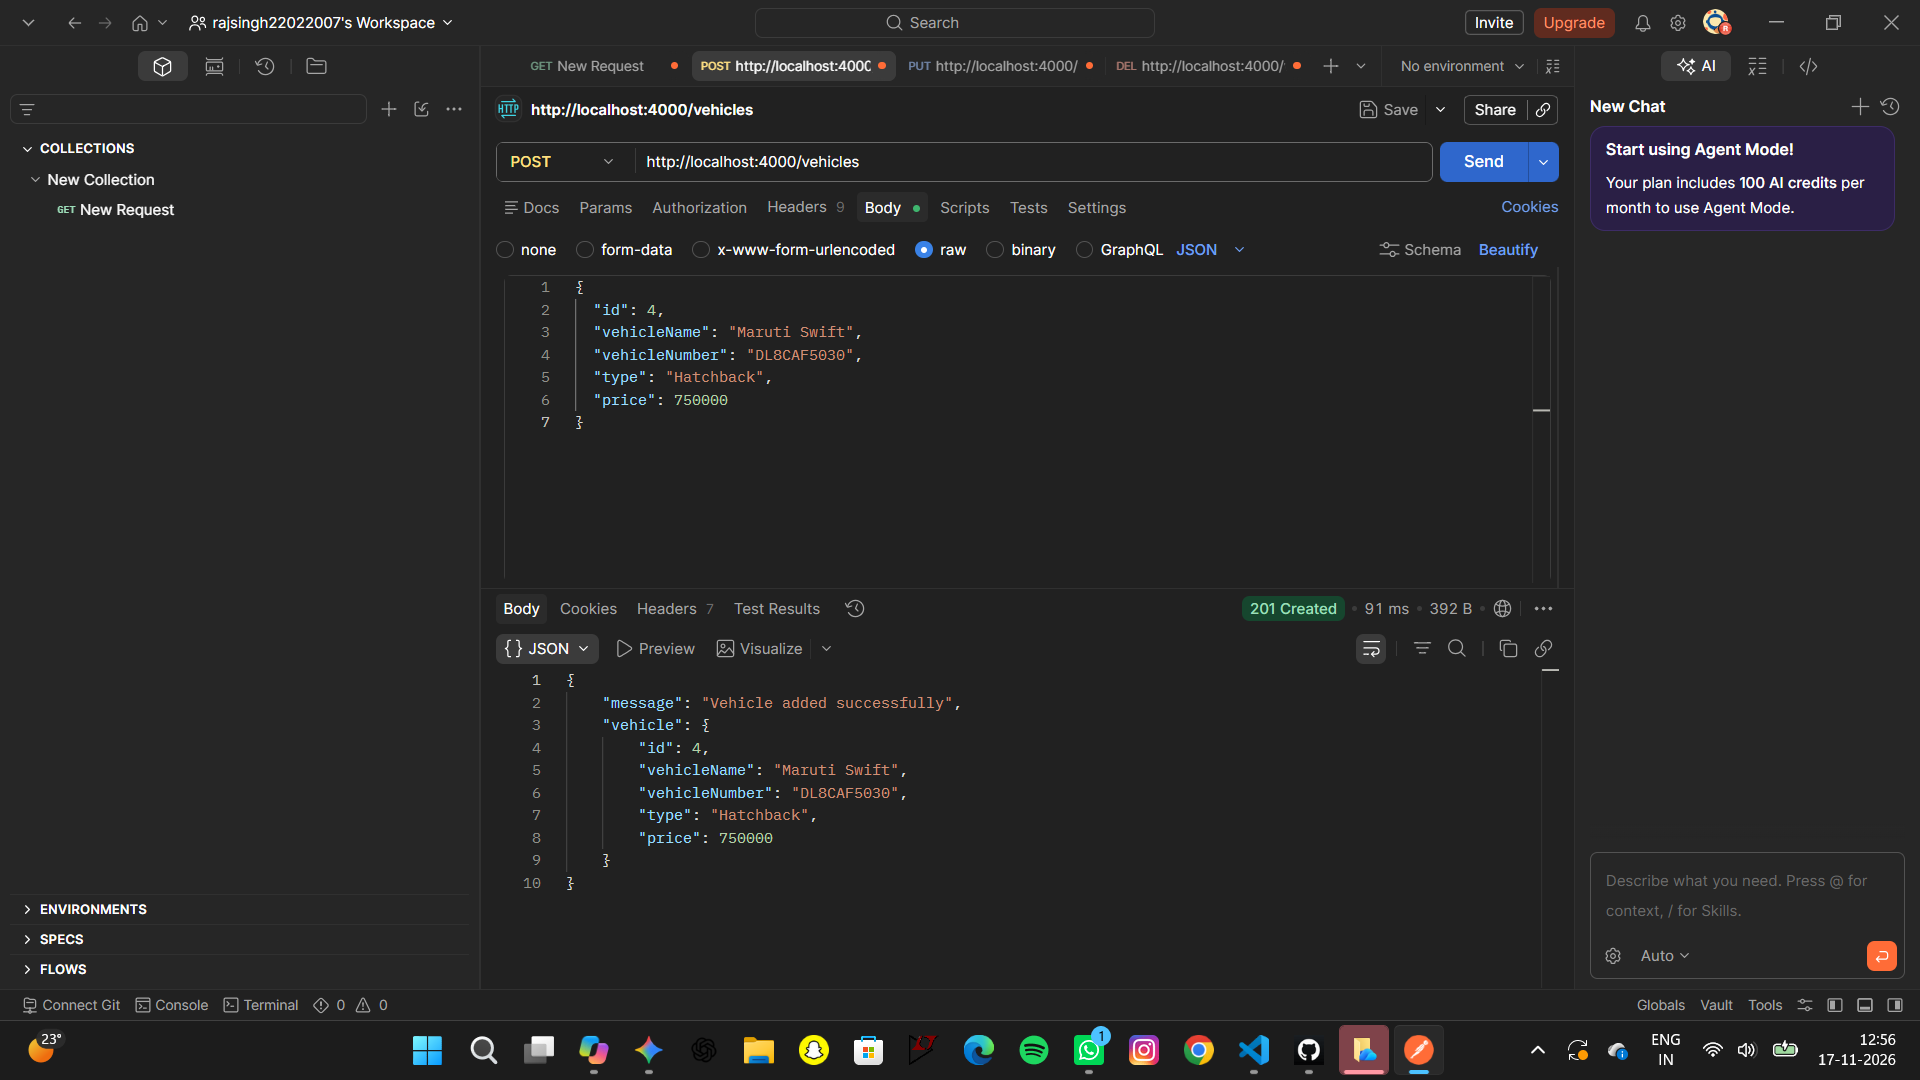 rajsingh22022007's Workspace
Search
Invite
Upgrade
GET New Request
POST http://localhost:4000
PUT http://localhost:4000/
DEL http://localhost:4000/
No environment
AI
http://localhost:4000/vehicles
Save
Share
New Chat
COLLECTIONS
New Collection
GET New Request
POST
http://localhost:4000/vehicles
Send
Start using Agent Mode!
Your plan includes 100 AI credits per
month to use Agent Mode.
Docs
Params
Authorization
Headers 9
Body
Scripts
Tests
Settings
Cookies
none
form-data
x-www-form-urlencoded
raw
binary
GraphQL
JSON
Schema
Beautify
1 {
2 "id": 4,
3 "vehicleName": "Maruti Swift",
4 "vehicleNumber": "DL8CAF5030",
5 "type": "Hatchback",
6 "price": 750000
7 }
Body
Cookies
Headers 7
Test Results
201 Created
91 ms
392 B
{} JSON
Preview
Visualize
1 {
2 "message": "Vehicle added successfully",
3 "vehicle": {
4 "id": 4,
5 "vehicleName": "Maruti Swift",
6 "vehicleNumber": "DL8CAF5030",
7 "type": "Hatchback",
8 "price": 750000
9 }
10 }
ENVIRONMENTS
SPECS
FLOWS
Describe what you need. Press @ for
context, / for Skills.
Auto
Connect Git
Console
Terminal
0
0
Globals
Vault
Tools
23°
1
ENG
IN
12:56
17-11-2026